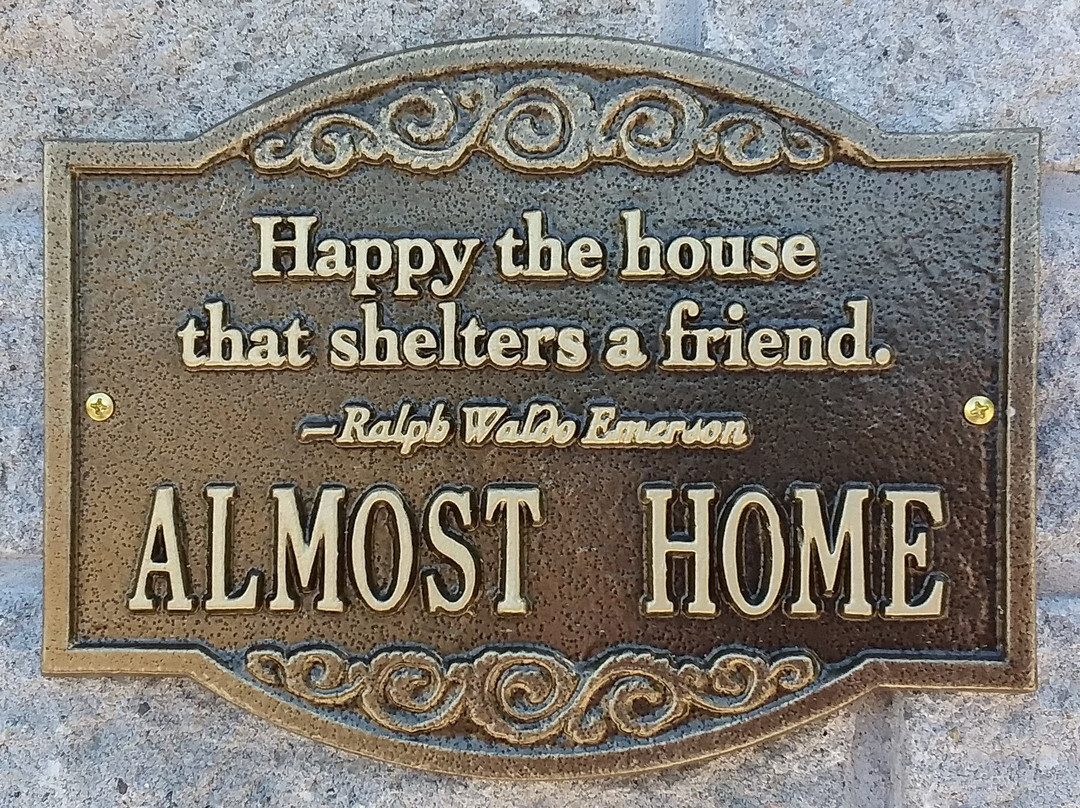 Happy the house
that shelters a friend.
—Ralph Waldo Emerson
ALMOST HOME